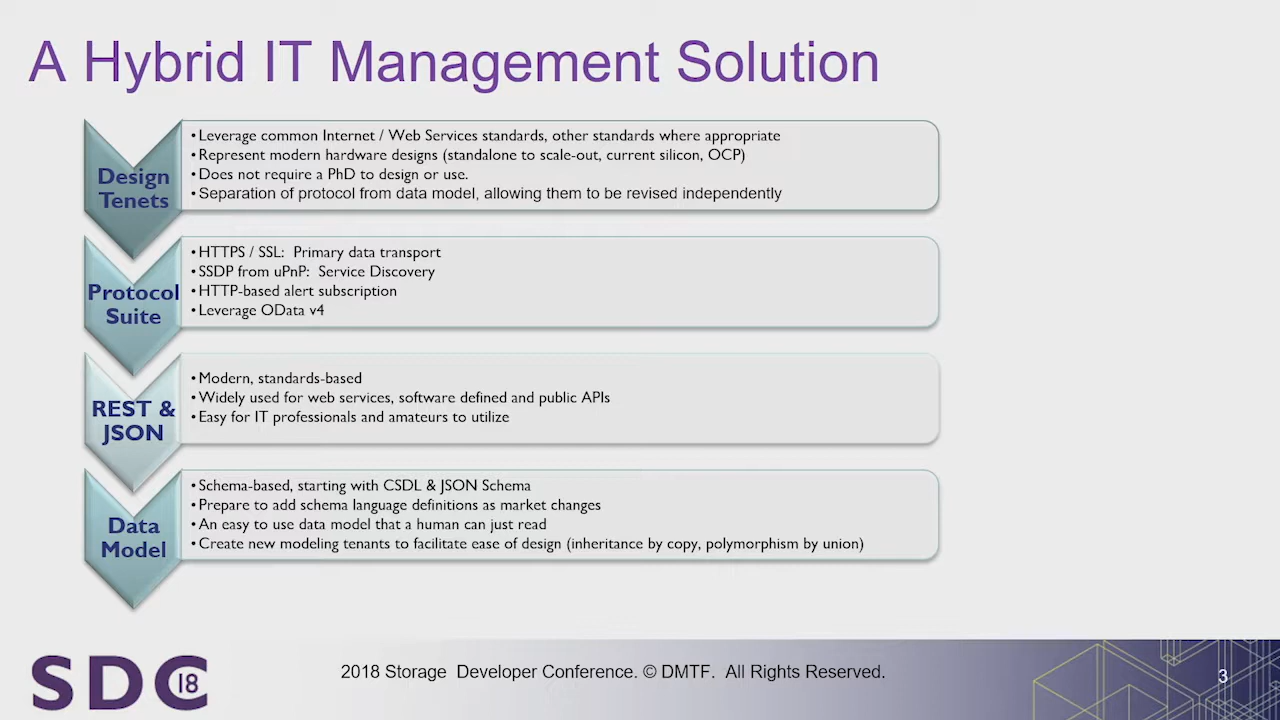 A Hybrid IT Management Solution
Design
Tenets
•Leverage common Internet / Web Services standards, other standards where appropriate
•Represent modern hardware designs (standalone to scale-out, current silicon, OCP)
•Does not require a PhD to design or use.
•Separation of protocol from data model, allowing them to be revised independently
Protocol
Suite
•HTTPS / SSL: Primary data transport
•SSDP from uPnP: Service Discovery
•HTTP-based alert subscription
•Leverage OData v4
REST &
JSON
•Modern, standards-based
•Widely used for web services, software defined and public APIs
•Easy for IT professionals and amateurs to utilize
Data
Model
•Schema-based, starting with CSDL & JSON Schema
•Prepare to add schema language definitions as market changes
•An easy to use data model that a human can just read
•Create new modeling tenants to facilitate ease of design (inheritance by copy, polymorphism by union)
SDC 18
2018 Storage Developer Conference. © DMTF. All Rights Reserved.
3